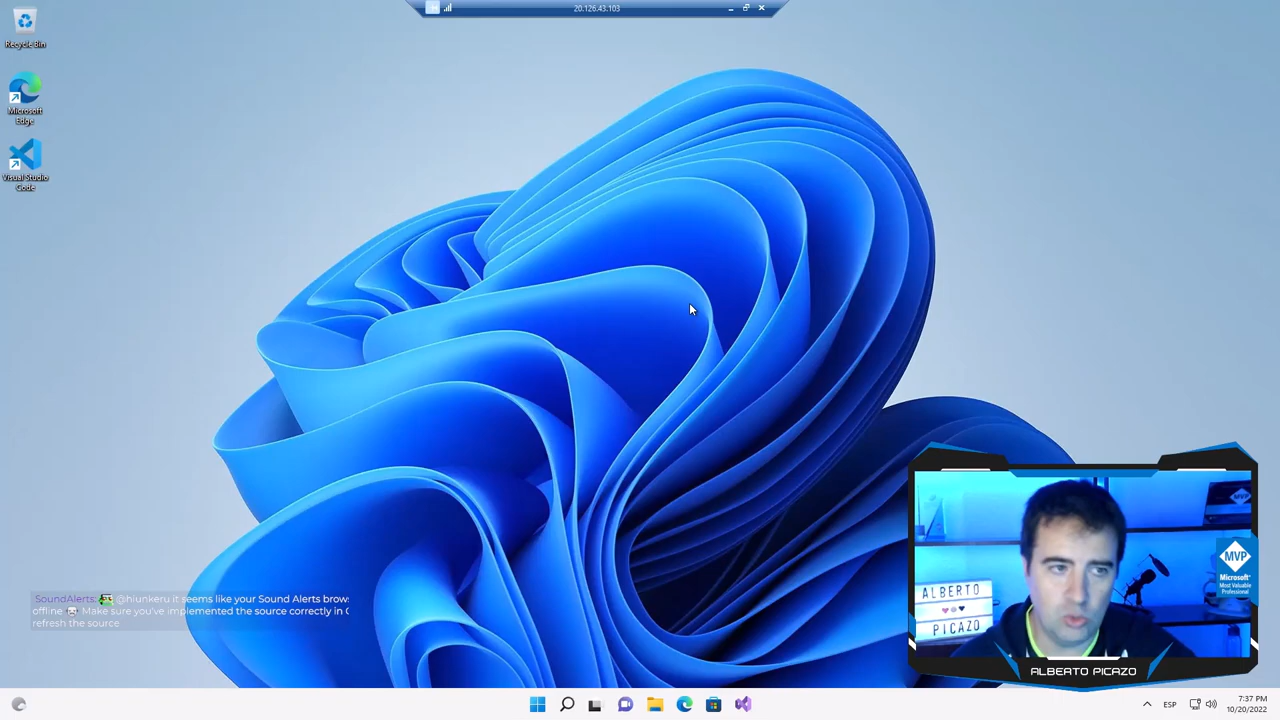 20.126.43.103
Recycle Bin
Microsoft
Edge
Visual Studio
Code
SoundAlerts: @hiunkeru it seems like your Sound Alerts brows
offline Make sure you've implemented the source correctly in
refresh the source
MVP
MVP
Microsoft®
Most Valuable
Professional
ALBERTO
PICAZO
ALBERTO PICAZO
ESP
7:37 PM
10/20/2022